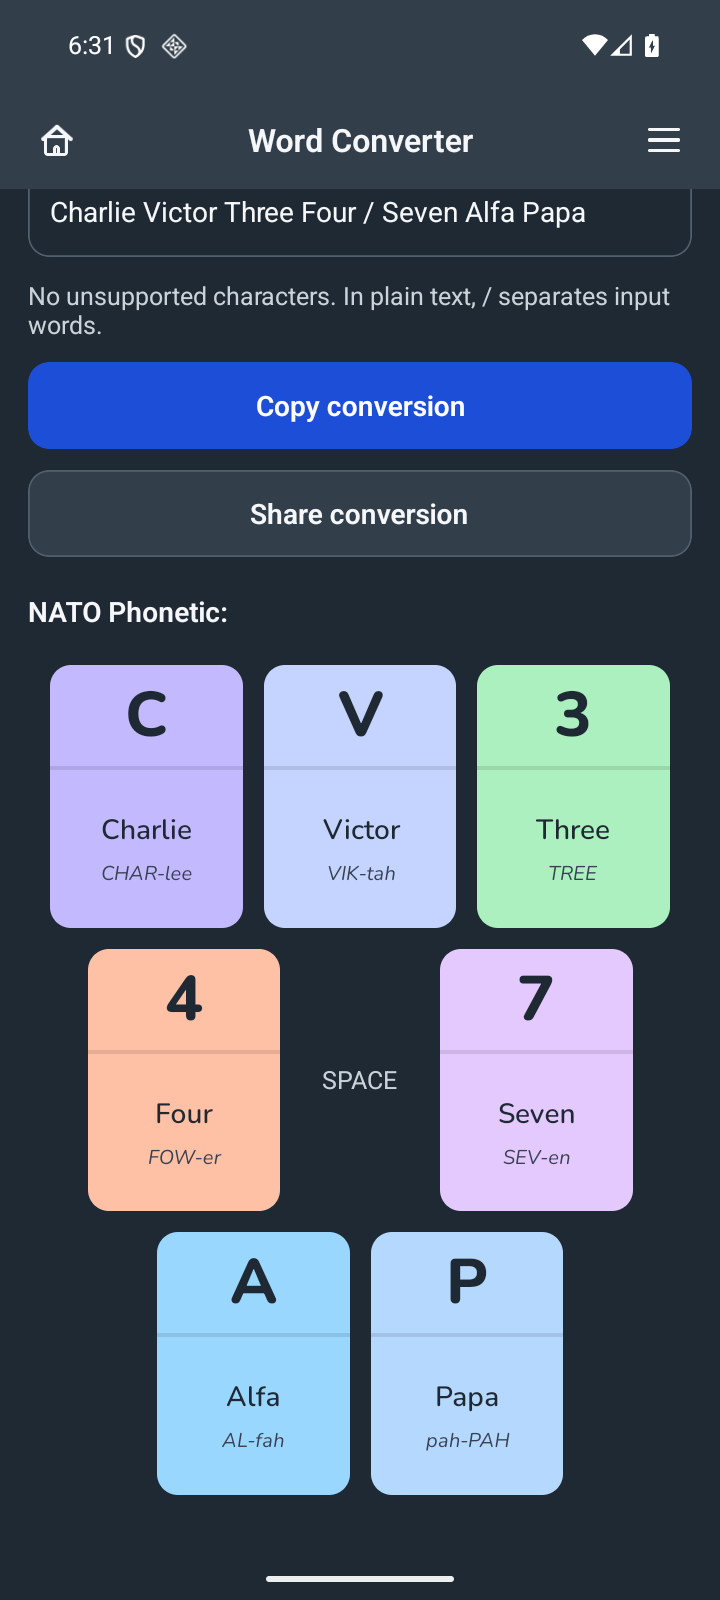 6:31
Word Converter
Charlie Victor Three Four / Seven Alfa Papa
No unsupported characters. In plain text, / separates input
words.
Copy conversion
Share conversion
NATO Phonetic:
C V 3
Charlie Victor Three
CHAR-lee VIK-tah TREE
4 7
SPACE
Four Seven
FOW-er SEV-en
A P
Alfa Papa
AL-fah pah-PAH